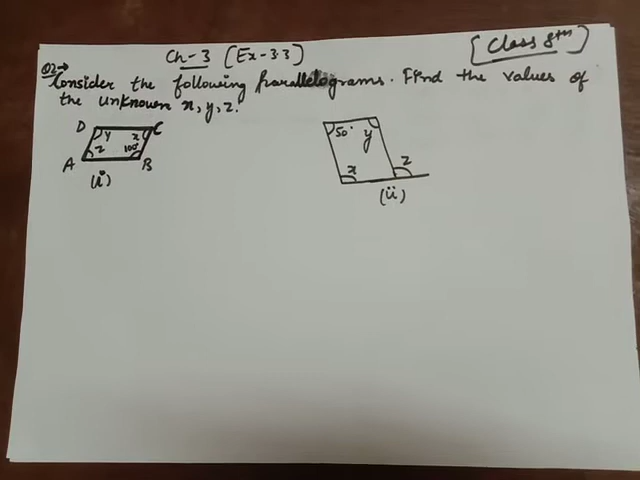 Ch-3 [Ex-3.3]
[Class 8th]
Q2→
Consider the following parallelograms. Find the values of
the unknown x, y, z.
D C
y x
z 100°
A B
(i)
50° y
x z
(ii)